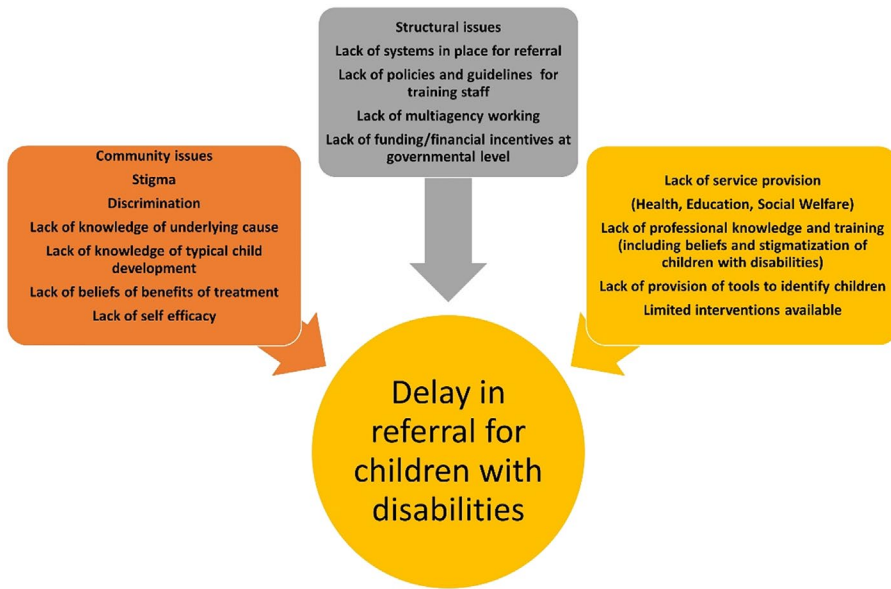 Structural issues
Lack of systems in place for referral
Lack of policies and guidelines for
training staff
Lack of multiagency working
Lack of funding/financial incentives at
governmental level
Community issues
Stigma
Discrimination
Lack of knowledge of underlying cause
Lack of knowledge of typical child
development
Lack of beliefs of benefits of treatment
Lack of self efficacy
Lack of service provision
(Health, Education, Social Welfare)
Lack of professional knowledge and training
(including beliefs and stigmatization of
children with disabilities)
Lack of provision of tools to identify children
Limited interventions available
Delay in
referral for
children with
disabilities